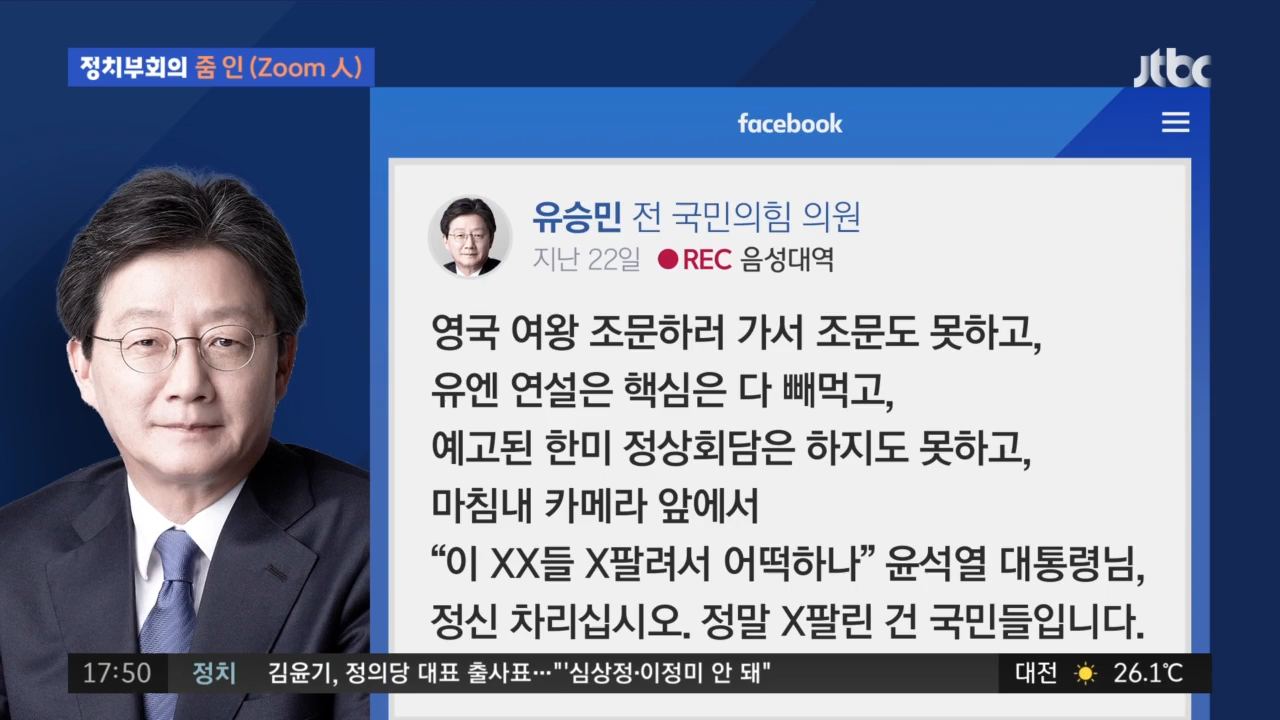 정치부회의 줌 인 (Zoom 人)
jtbc
facebook
유승민 전 국민의힘 의원
지난 22일 ●REC 음성대역
영국 여왕 조문하러 가서 조문도 못하고,
유엔 연설은 핵심은 다 빼먹고,
예고된 한미 정상회담은 하지도 못하고,
마침내 카메라 앞에서
“이 XX들 X팔려서 어떡하나” 윤석열 대통령님,
정신 차리십시오. 정말 X팔린 건 국민들입니다.
17:50 정치 김윤기, 정의당 대표 출사표…"'심상정·이정미 안 돼" 대전 26.1℃